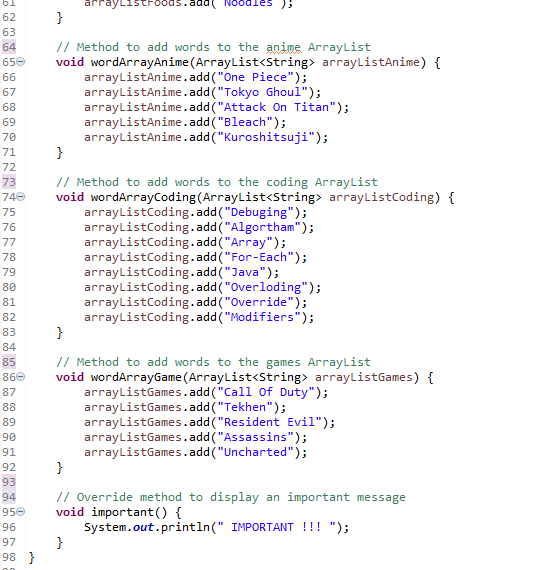 61 arrayListFoods.add("Noodles");
62 }
63
64 // Method to add words to the anime ArrayList
65 void wordArrayAnime(ArrayList<String> arrayListAnime) {
66 arrayListAnime.add("One Piece");
67 arrayListAnime.add("Tokyo Ghoul");
68 arrayListAnime.add("Attack On Titan");
69 arrayListAnime.add("Bleach");
70 arrayListAnime.add("Kuroshitsuji");
71 }
72
73 // Method to add words to the coding ArrayList
74 void wordArrayCoding(ArrayList<String> arrayListCoding) {
75 arrayListCoding.add("Debuging");
76 arrayListCoding.add("Algortham");
77 arrayListCoding.add("Array");
78 arrayListCoding.add("For-Each");
79 arrayListCoding.add("Java");
80 arrayListCoding.add("Overloding");
81 arrayListCoding.add("Override");
82 arrayListCoding.add("Modifiers");
83 }
84
85 // Method to add words to the games ArrayList
86 void wordArrayGame(ArrayList<String> arrayListGames) {
87 arrayListGames.add("Call Of Duty");
88 arrayListGames.add("Tekhen");
89 arrayListGames.add("Resident Evil");
90 arrayListGames.add("Assassins");
91 arrayListGames.add("Uncharted");
92 }
93
94 // Override method to display an important message
95 void important() {
96 System.out.println(" IMPORTANT !!! ");
97 }
98 }